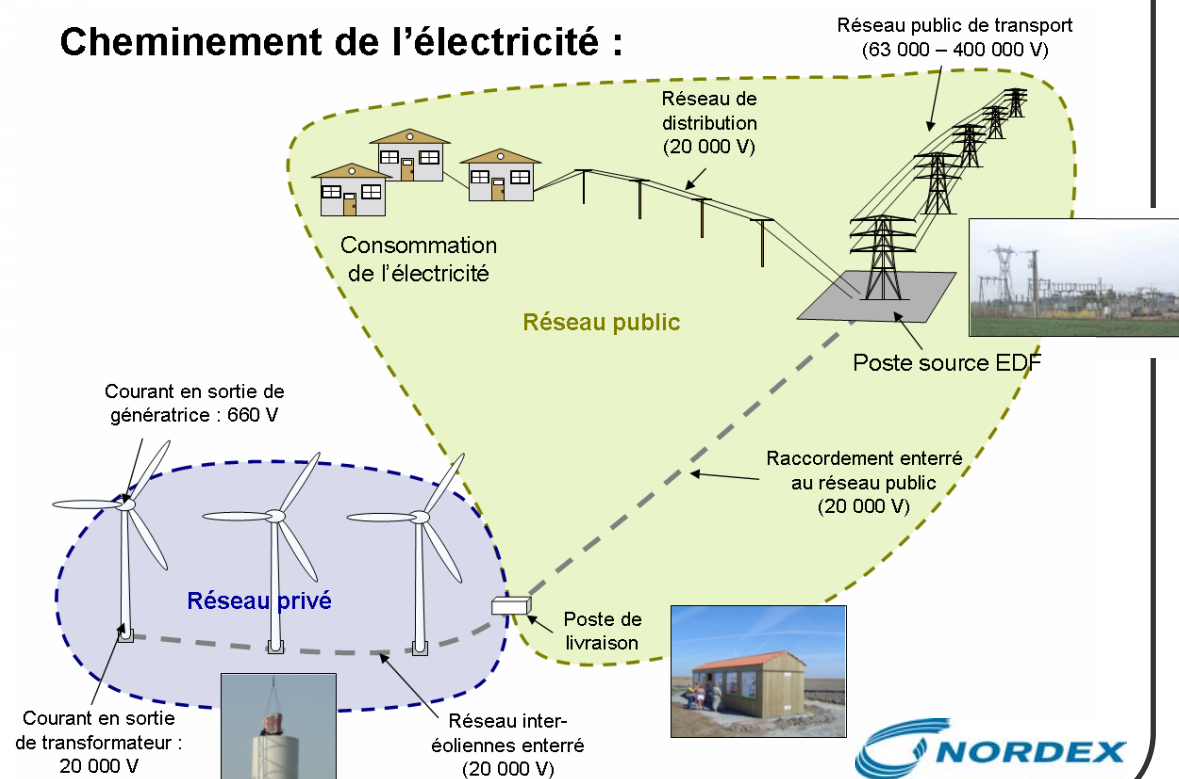 Cheminement de l’électricité :
Réseau public de transport
(63 000 – 400 000 V)
Réseau de
distribution
(20 000 V)
Consommation
de l’électricité
Réseau public
Poste source EDF
Courant en sortie de
génératrice : 660 V
Raccordement enterré
au réseau public
(20 000 V)
Réseau privé
Poste de
livraison
Courant en sortie
de transformateur :
20 000 V
Réseau inter-
éoliennes enterré
(20 000 V)
NORDEX